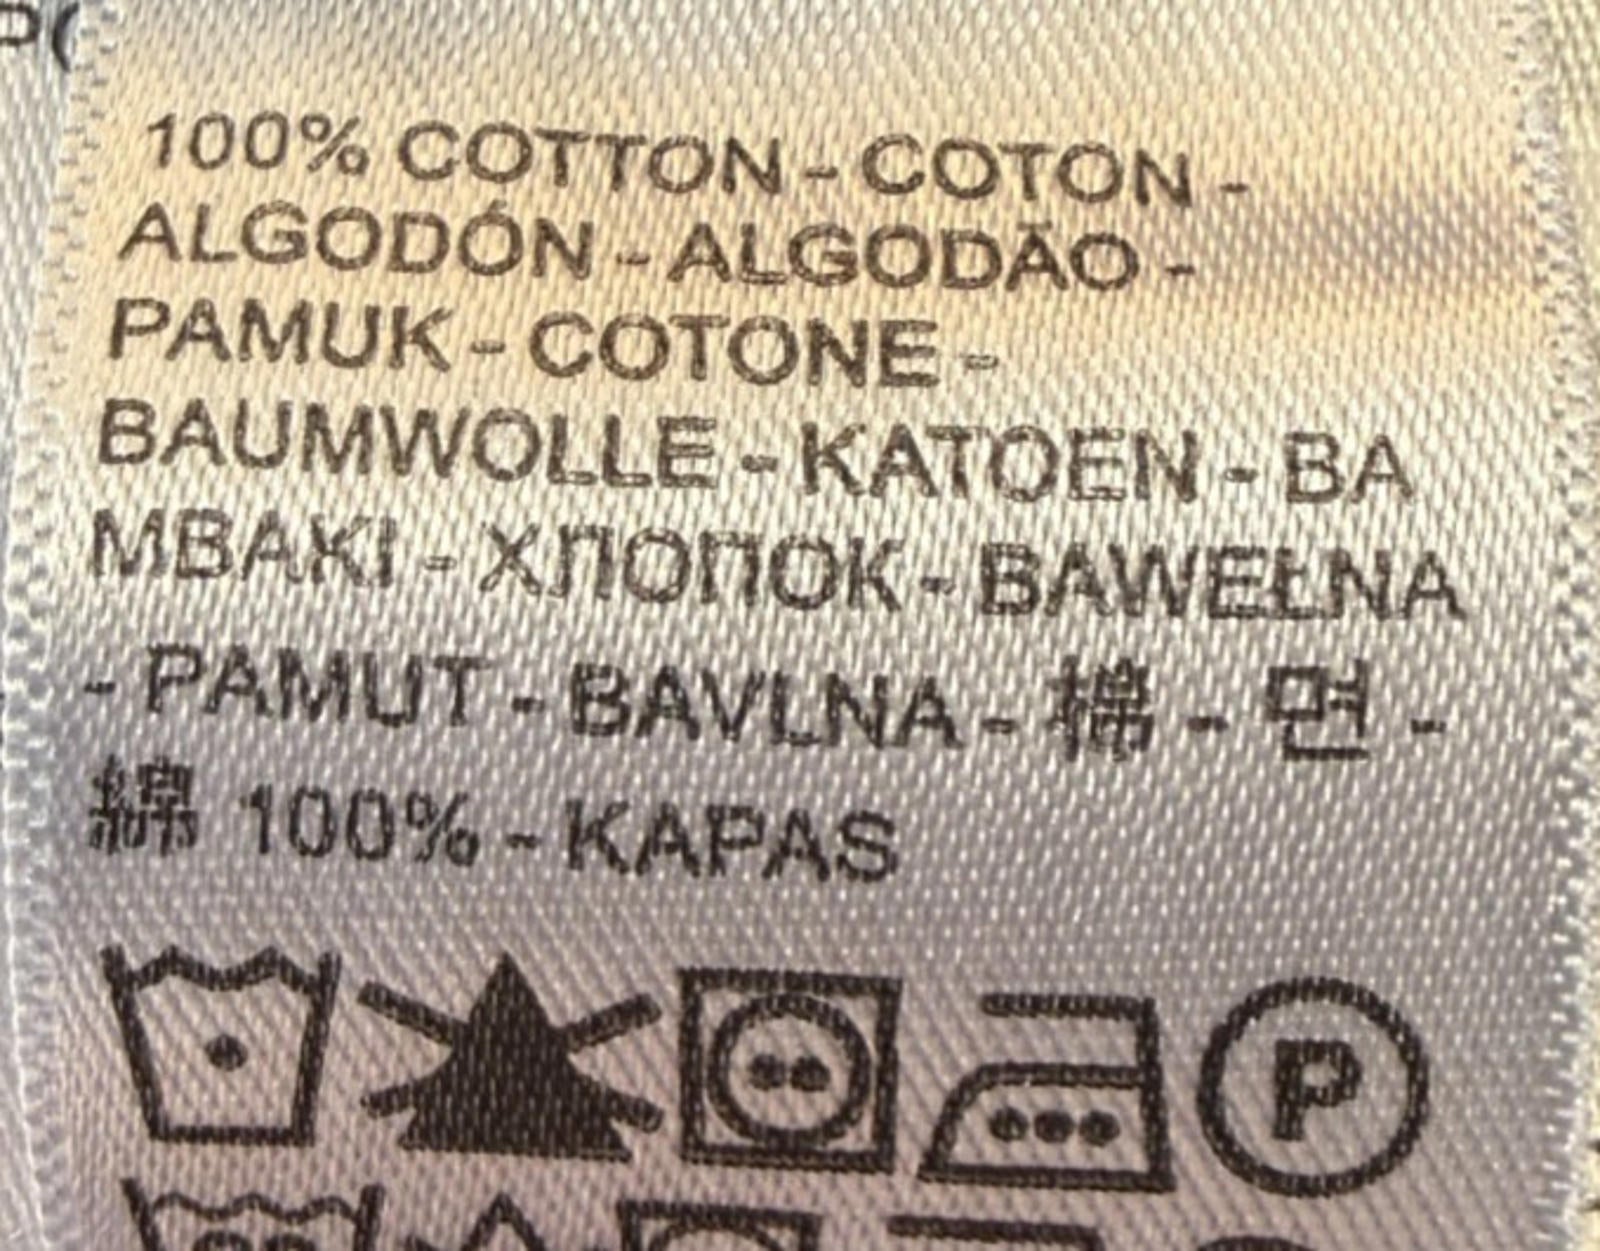 P(
100% COTTON - COTON -
ALGODÓN - ALGODÃO -
PAMUK - COTONE -
BAUMWOLLE - KATOEN - BA
MBAKI - ХЛОПОК - BAWEŁNA
- PAMUT - BAVLNA - 棉 - 면 -
綿 100% - KAPAS
P